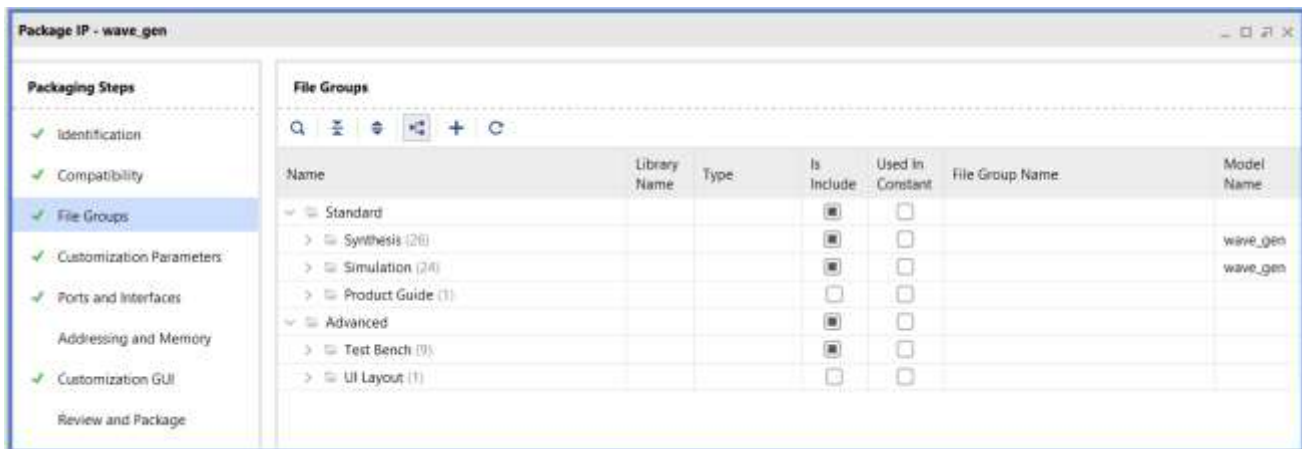 Package IP - wave_gen
Packaging Steps
Identification
Compatibility
File Groups
Customization Parameters
Ports and Interfaces
Addressing and Memory
Customization GUI
Review and Package
File Groups
Name Library Name Type Is Include Used In Constant File Group Name Model Name
Standard
Synthesis (26) wave_gen
Simulation (24) wave_gen
Product Guide (1)
Advanced
Test Bench (9)
UI Layout (1)